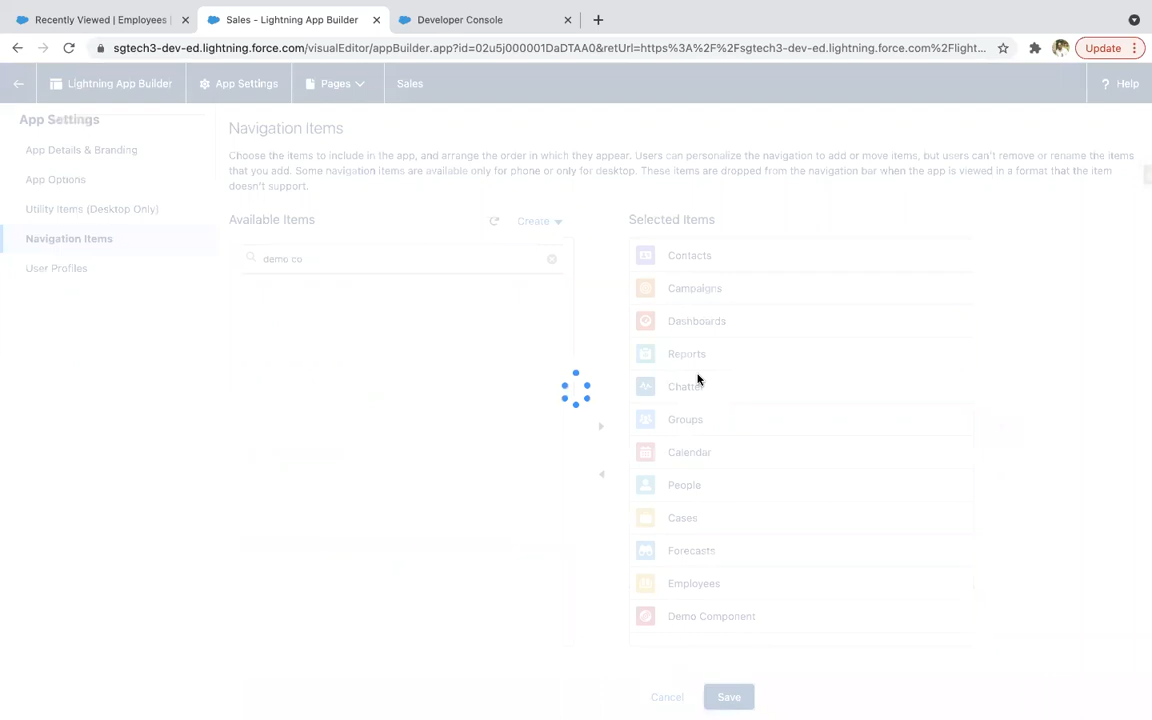 Recently Viewed | Employees |
Sales - Lightning App Builder
Developer Console
sgtech3-dev-ed.lightning.force.com/visualEditor/appBuilder.app?id=02u5j000001DaDTAA0&retUrl=https%3A%2F%2Fsgtech3-dev-ed.lightning.force.com%2Flight...
Update
Lightning App Builder
App Settings
Pages
Sales
? Help
App Settings
App Details & Branding
App Options
Utility Items (Desktop Only)
Navigation Items
User Profiles
Navigation Items
Choose the items to include in the app, and arrange the order in which they appear. Users can personalize the navigation to add or move items, but users can't remove or rename the items
that you add. Some navigation items are available only for phone or only for desktop. These items are dropped from the navigation bar when the app is viewed in a format that the item
doesn't support.
Available Items
Create
demo co
Selected Items
Contacts
Campaigns
Dashboards
Reports
Chatter
Groups
Calendar
People
Cases
Forecasts
Employees
Demo Component
Cancel
Save